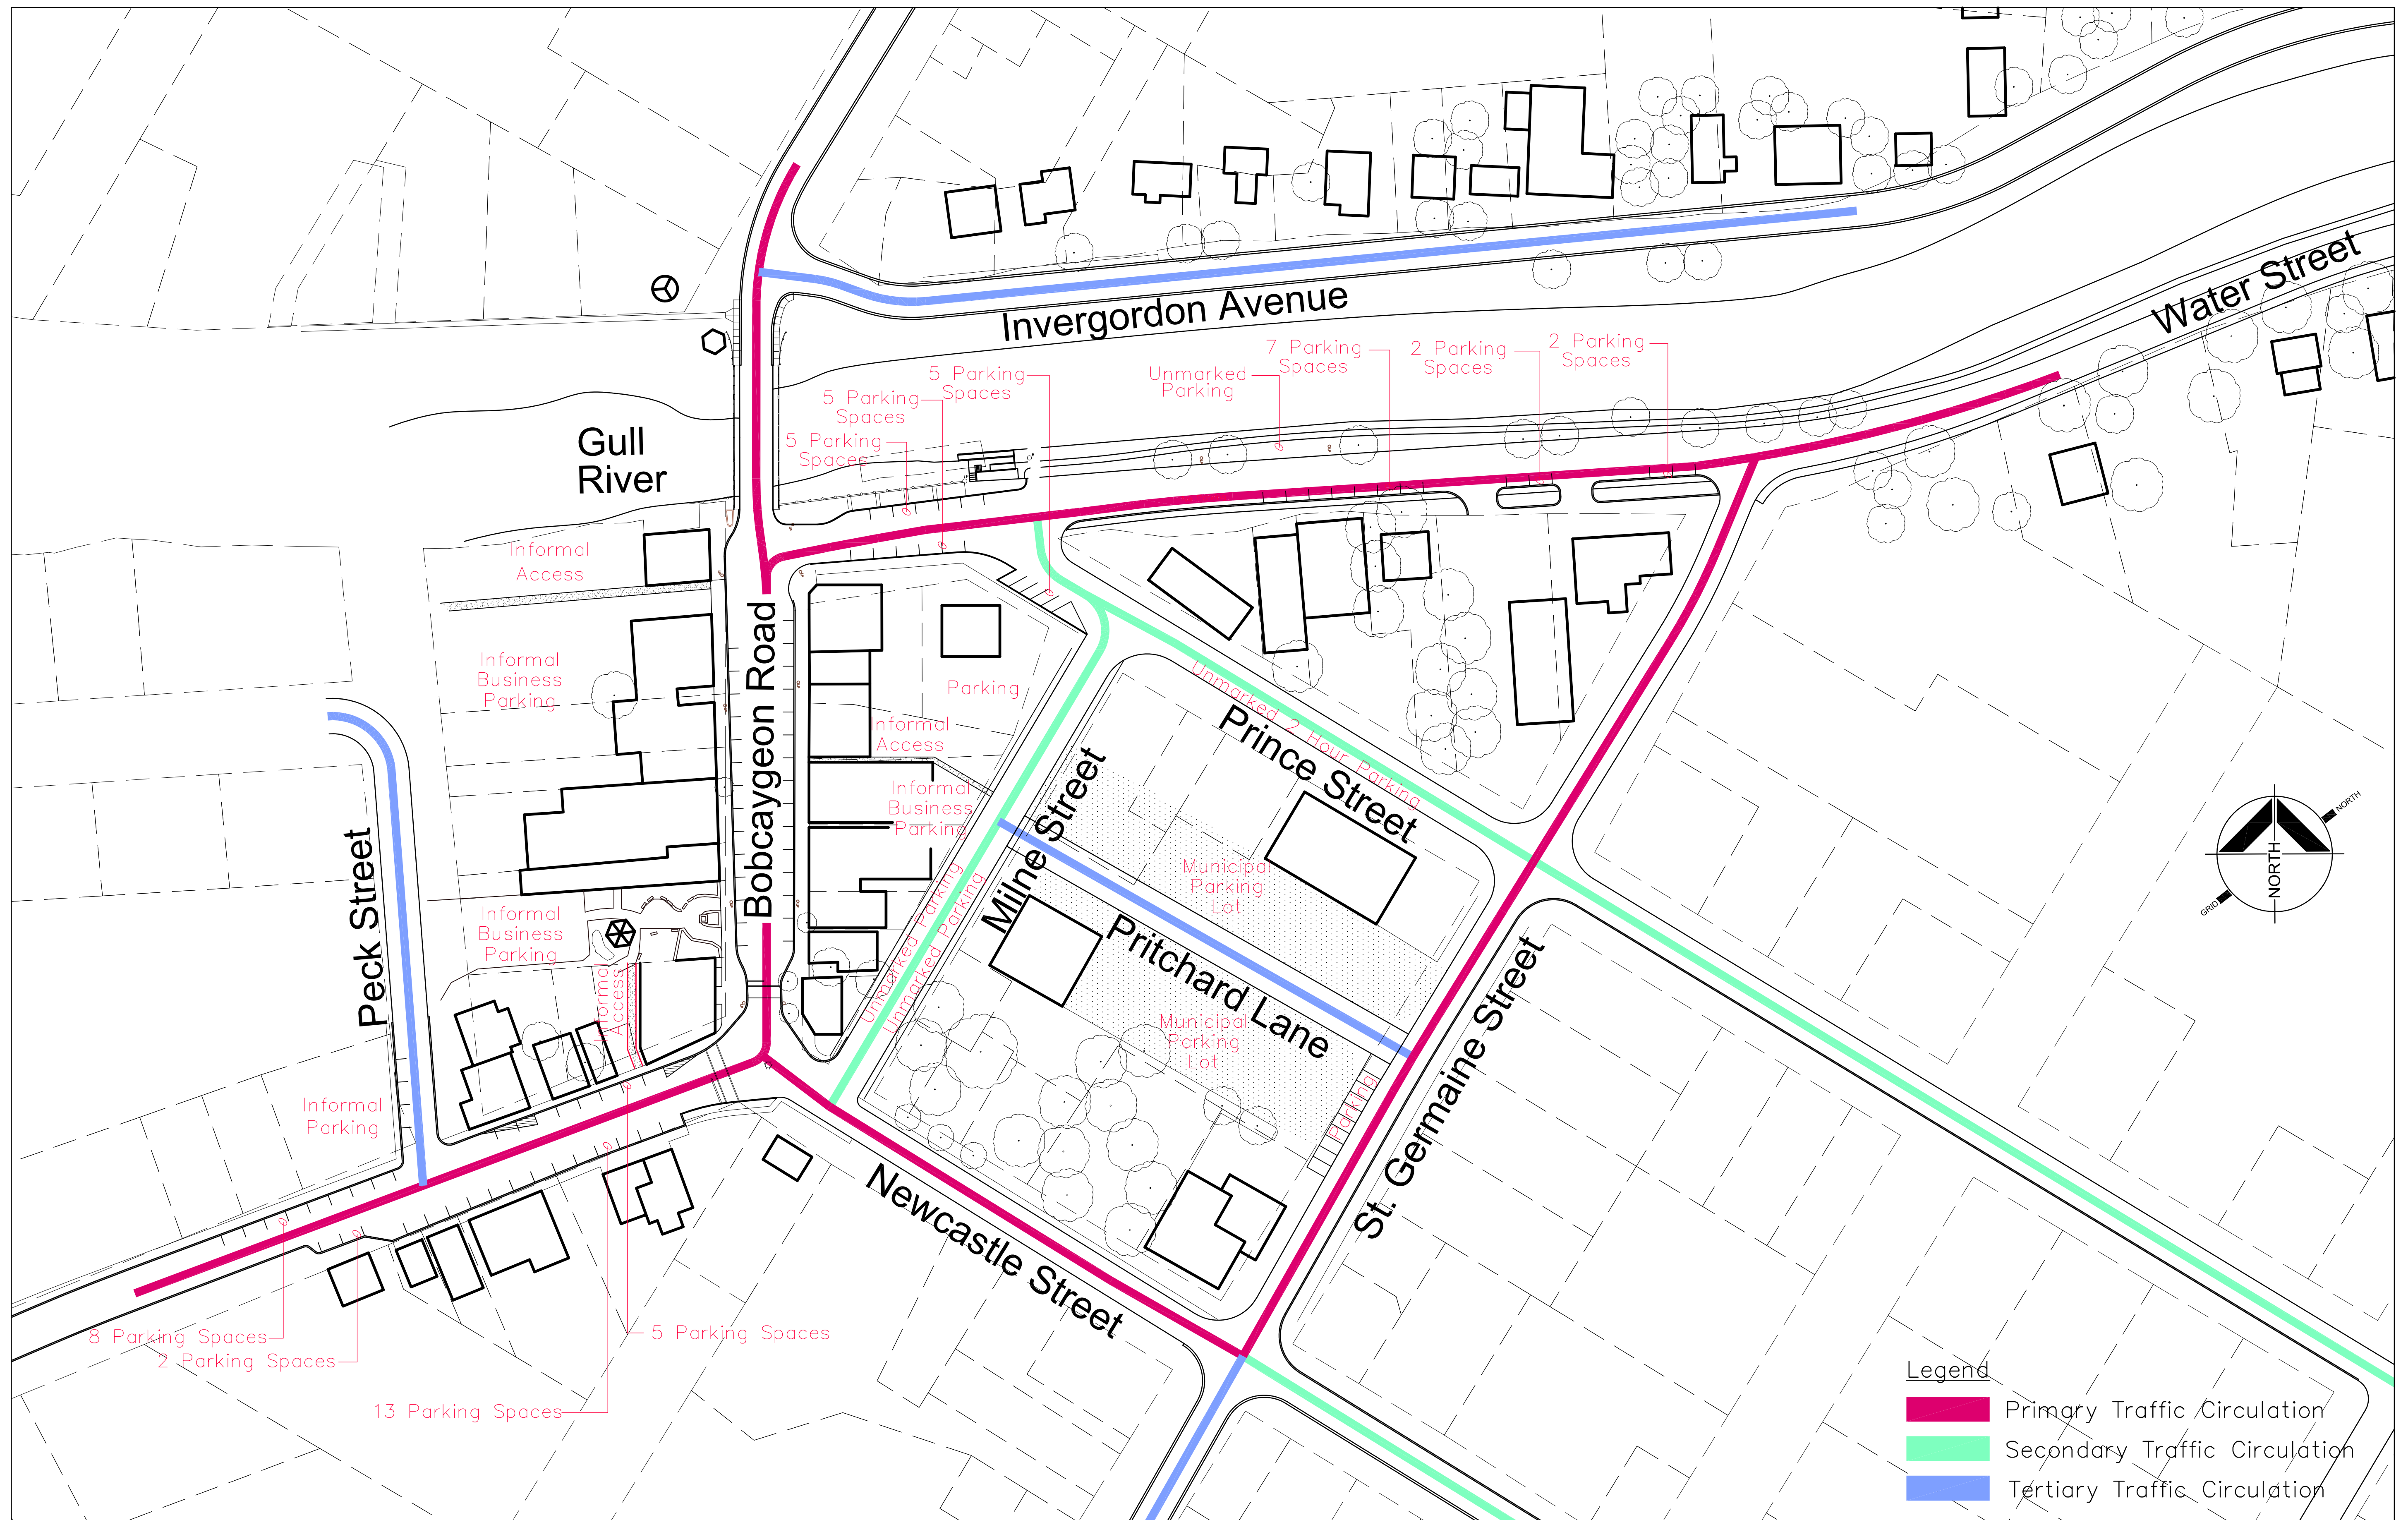 Invergordon Avenue
Water Street
7 Parking
Spaces
2 Parking
Spaces
2 Parking
Spaces
Unmarked
Parking
5 Parking
Spaces
5 Parking
Spaces
5 Parking
Spaces
Gull
River
Informal
Access
Informal
Business
Parking
Bobcaygeon Road
Parking
Informal
Access
Informal
Business
Parking
Unmarked 2 Hour Parking
Prince Street
Milne Street
Municipal
Parking
Lot
Pritchard Lane
Municipal
Parking
Lot
Unmarked Parking
Unmarked Parking
Peck Street
Informal
Business
Parking
Informal
Access
Informal
Parking
Parking
St. Germaine Street
Newcastle Street
8 Parking Spaces
2 Parking Spaces
5 Parking Spaces
13 Parking Spaces
NORTH
NORTH
GRID
Legend
Primary Traffic Circulation
Secondary Traffic Circulation
Tertiary Traffic Circulation